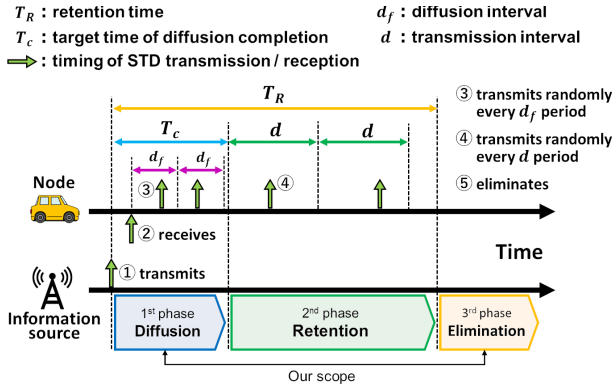 T_R : retention time
d_f : diffusion interval
T_c : target time of diffusion completion
d : transmission interval
: timing of STD transmission / reception
T_R
③ transmits randomly
every d_f period
T_c
d
d
④ transmits randomly
every d period
d_f
d_f
⑤ eliminates
Node
③
④
② receives
Time
① transmits
Information
source
1st phase
Diffusion
2nd phase
Retention
3rd phase
Elimination
Our scope